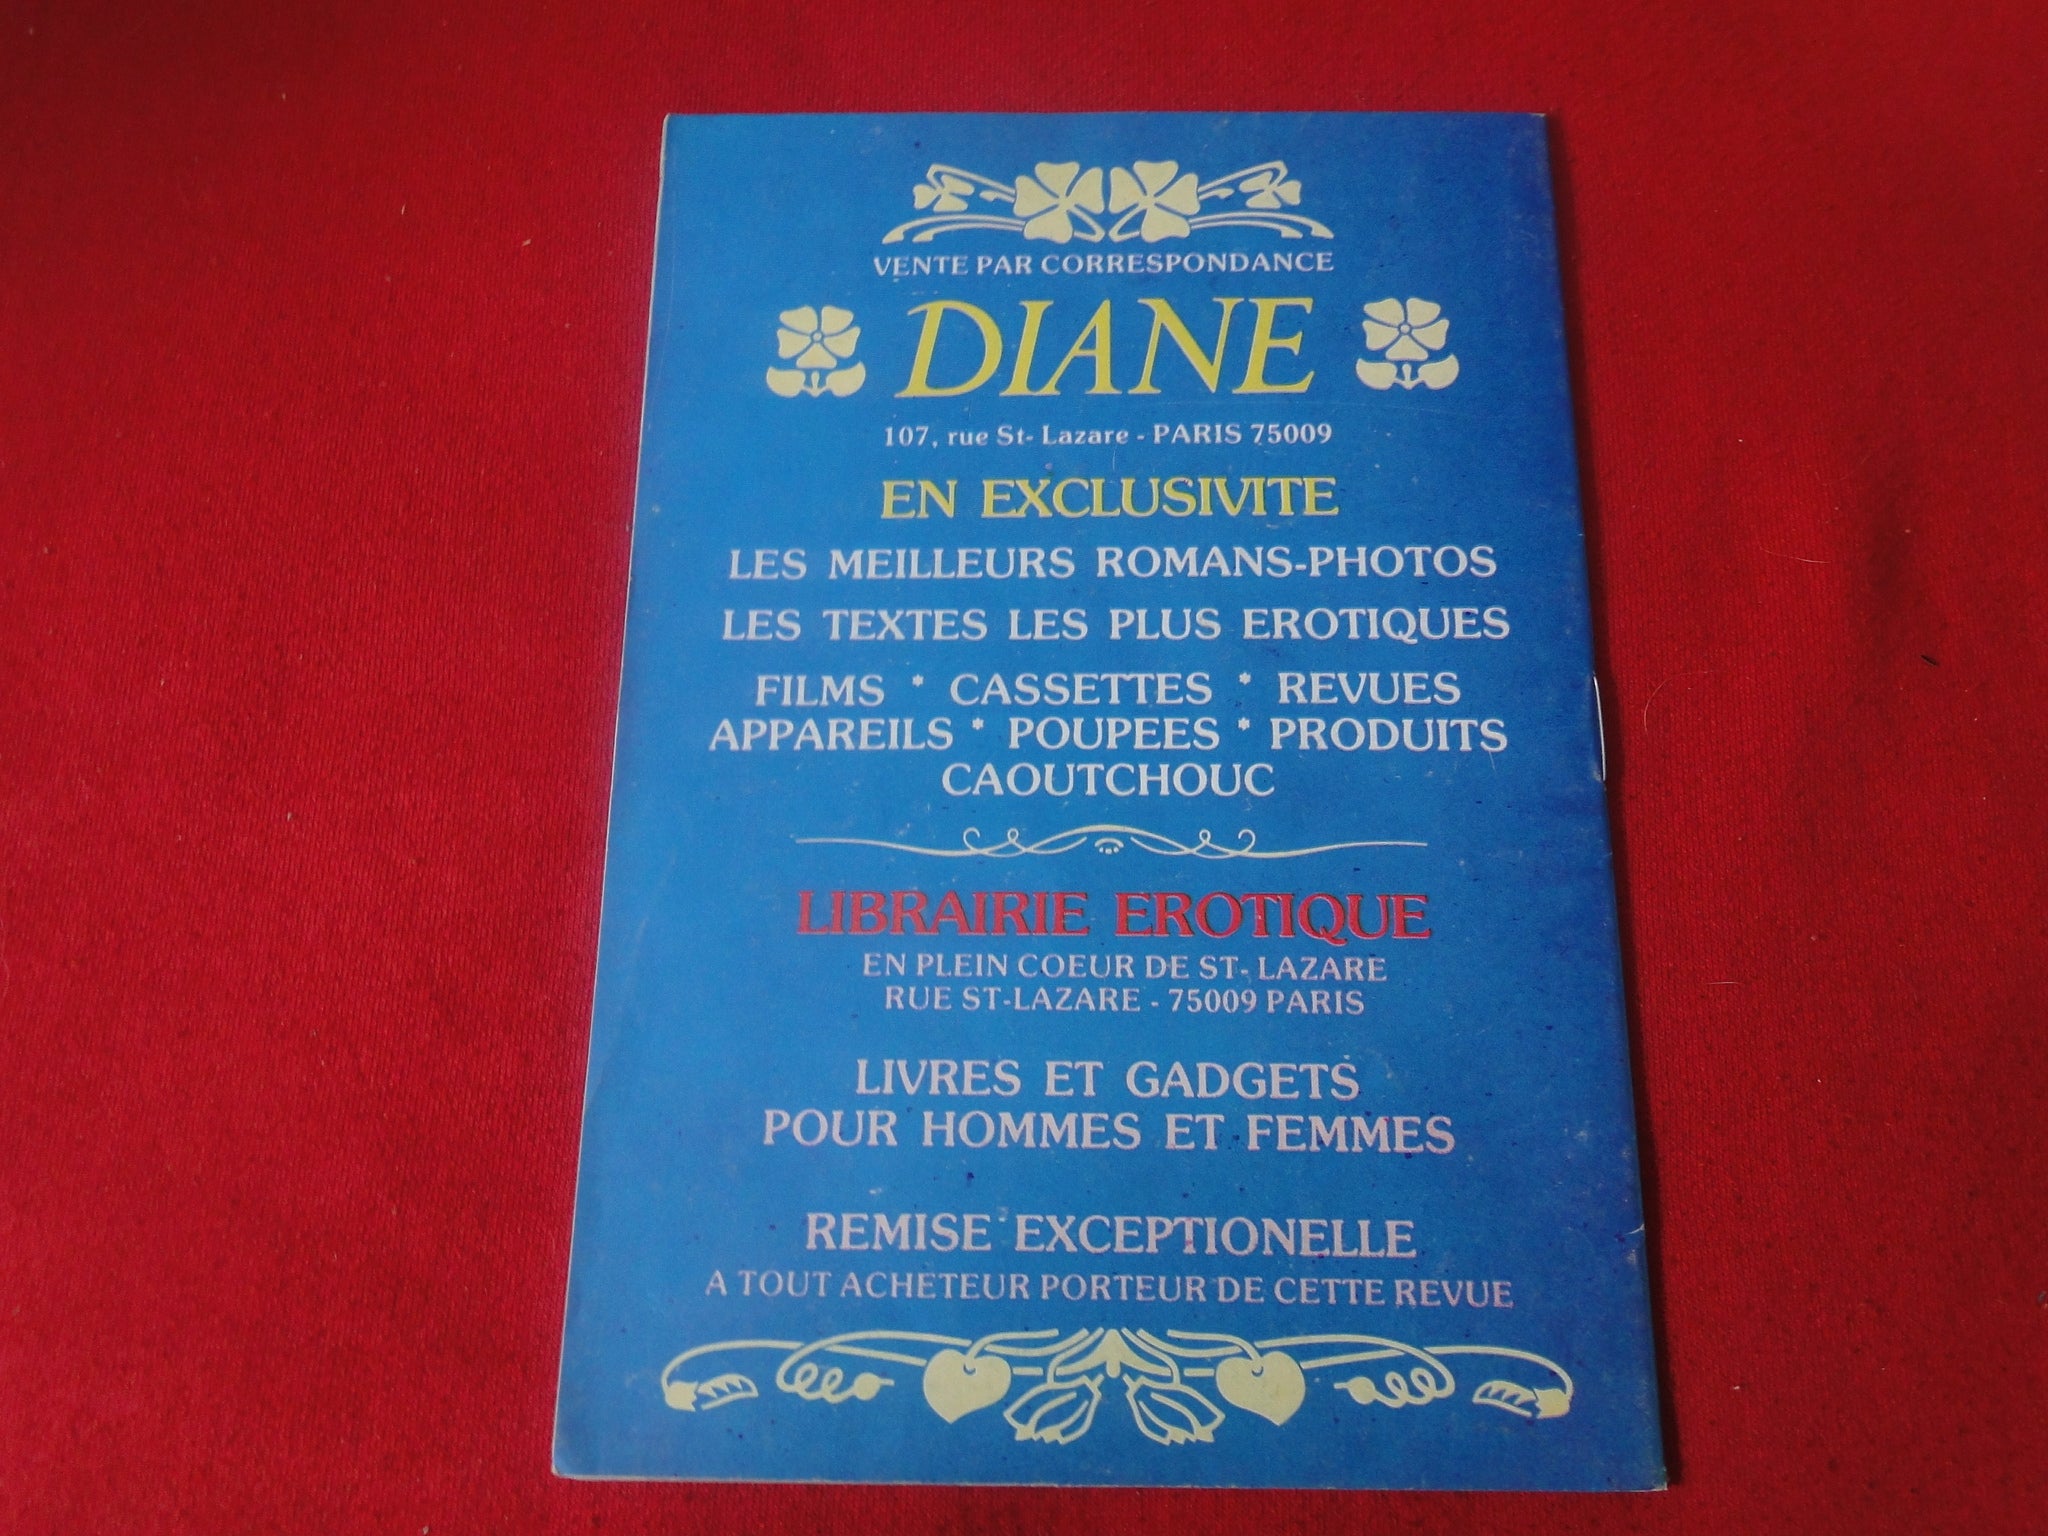 VENTE PAR CORRESPONDANCE
DIANE
107, rue St- Lazare - PARIS 75009
EN EXCLUSIVITE
LES MEILLEURS ROMANS-PHOTOS
LES TEXTES LES PLUS EROTIQUES
FILMS * CASSETTES * REVUES
APPAREILS * POUPEES * PRODUITS
CAOUTCHOUC
LIBRAIRIE EROTIQUE
EN PLEIN COEUR DE ST- LAZARE
RUE ST-LAZARE - 75009 PARIS
LIVRES ET GADGETS
POUR HOMMES ET FEMMES
REMISE EXCEPTIONELLE
A TOUT ACHETEUR PORTEUR DE CETTE REVUE